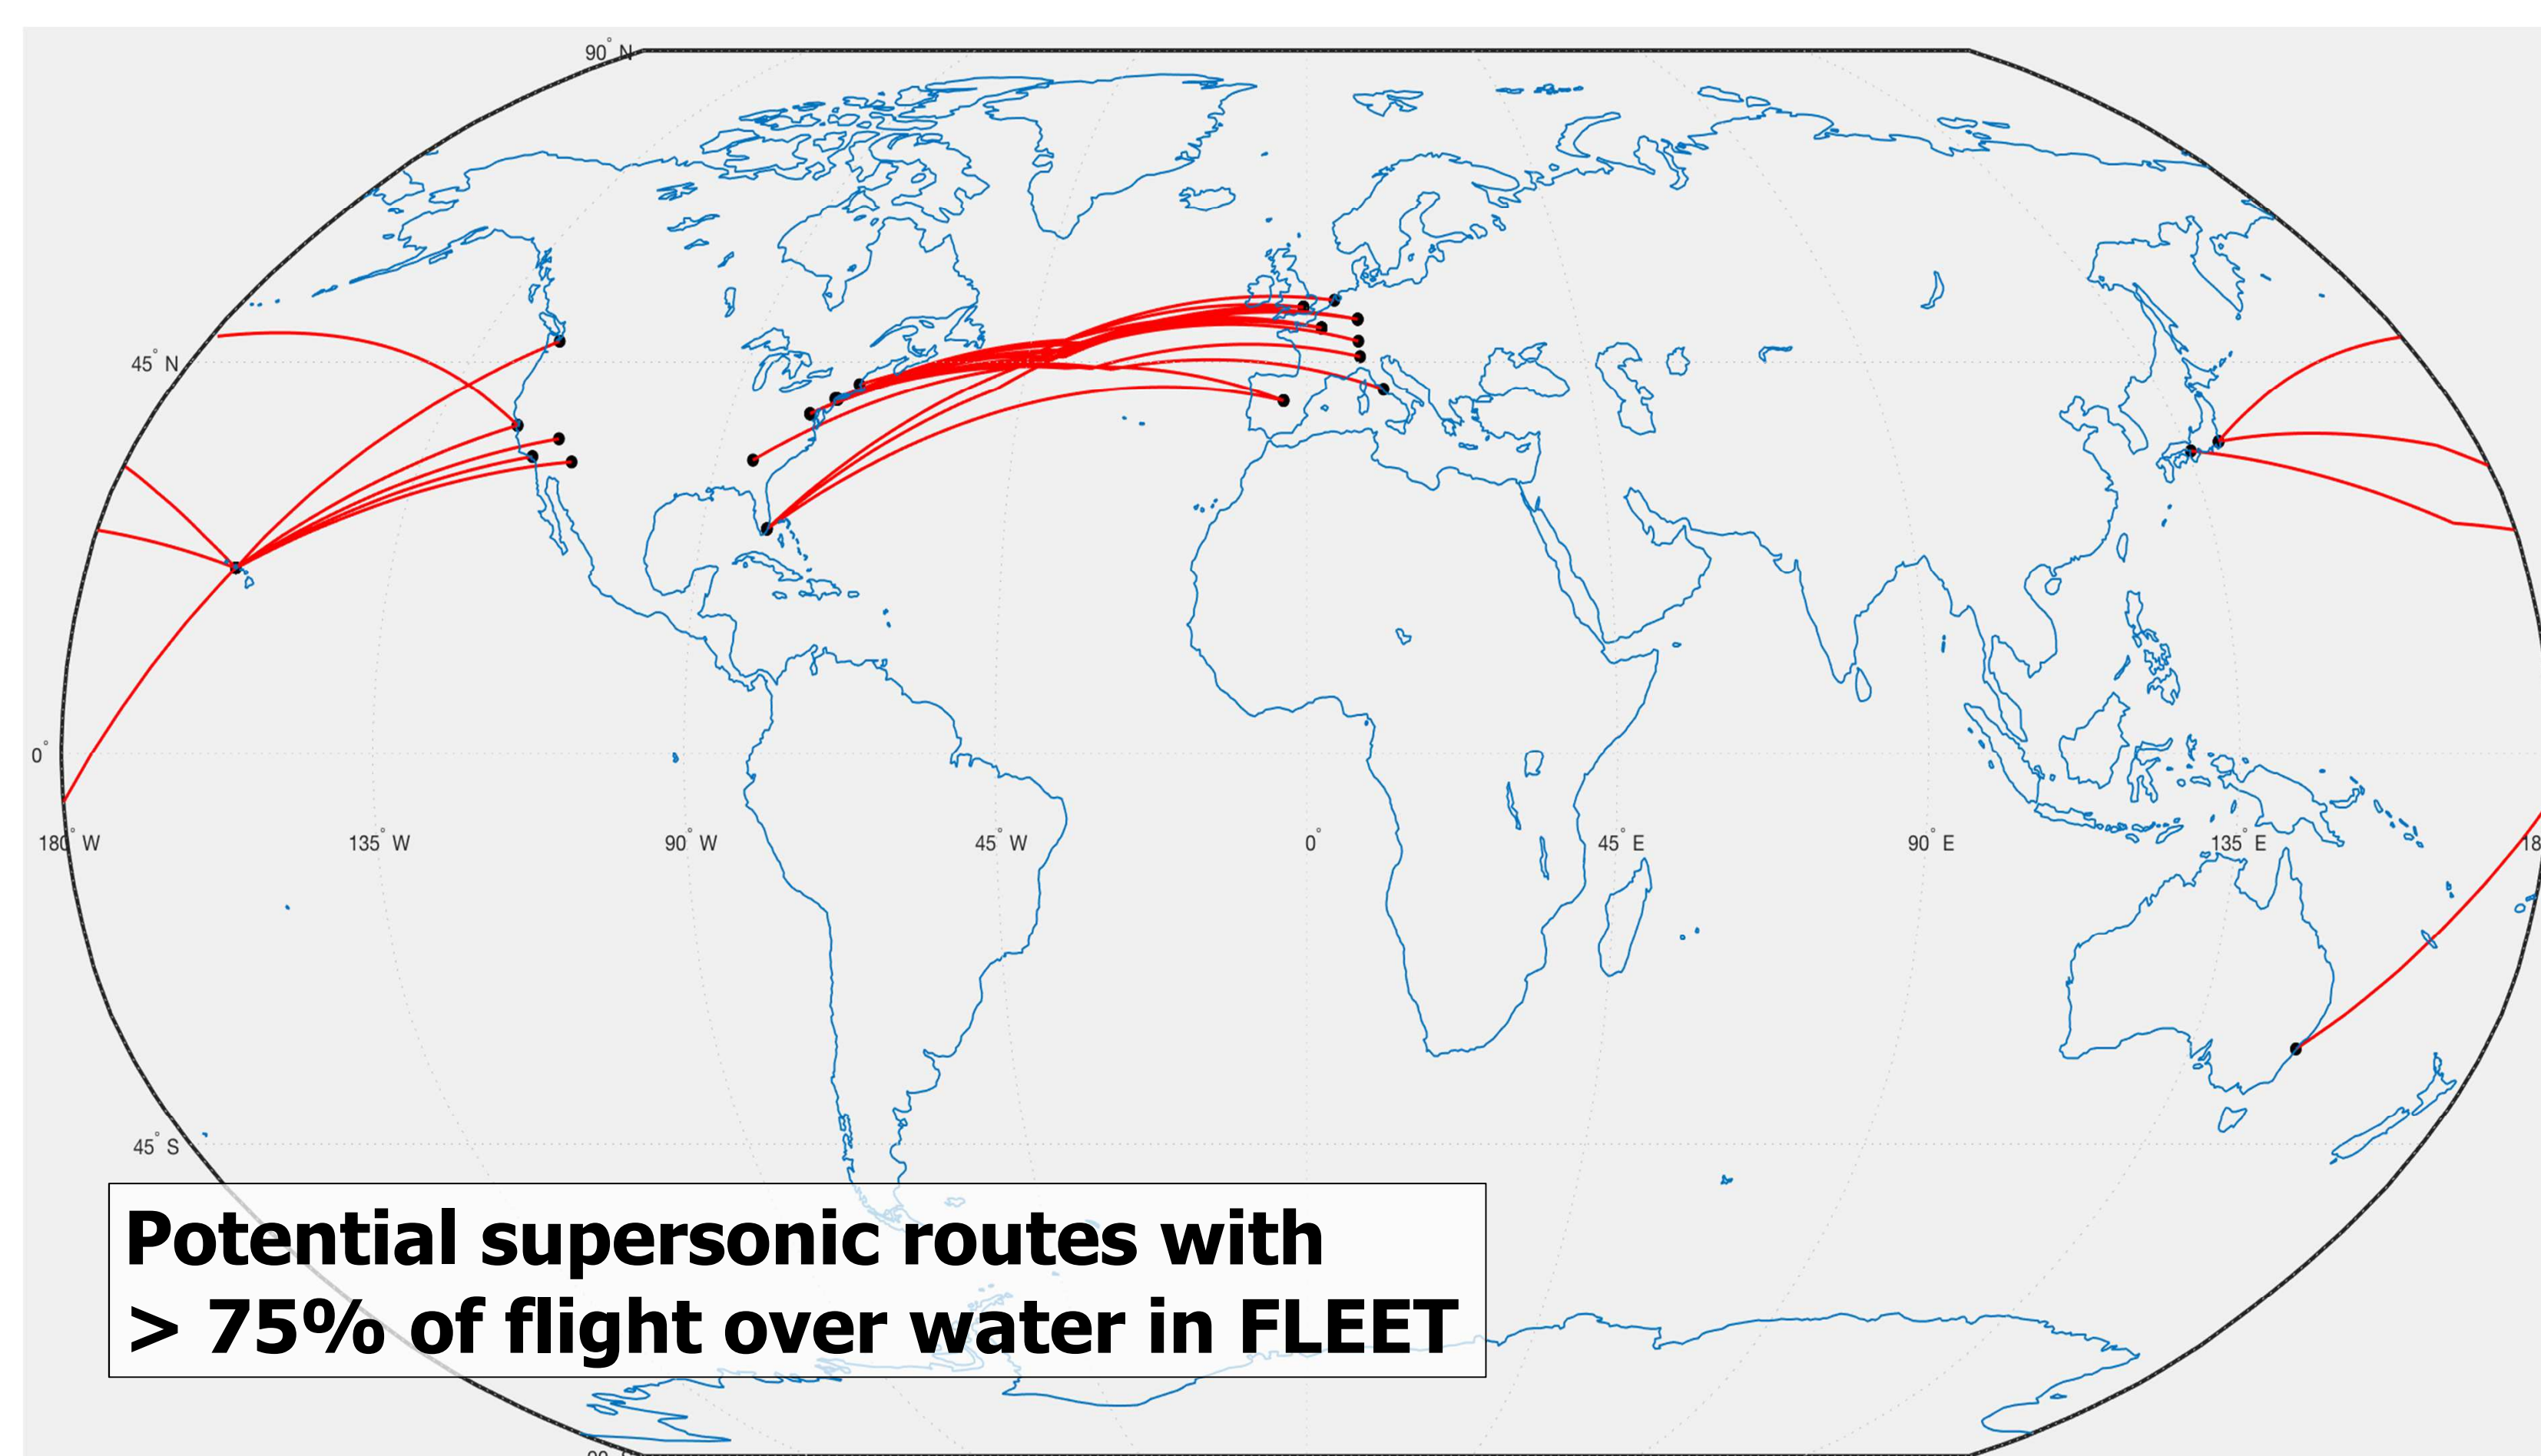 90° N
45° N
0°
180° W 135° W 90° W 45° W 0° 45° E 90° E 135° E 18
45° S
Potential supersonic routes with
> 75% of flight over water in FLEET